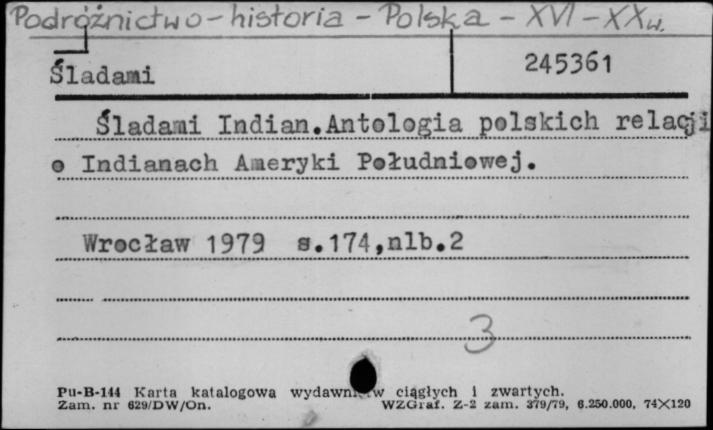 Podróżnictwo - historia - Polska - XVI - XXw.
Śladami 245361
Śladami Indian.Antologia polskich relacji
o Indianach Ameryki Południowej.
Wrocław 1979 s.174,nlb.2
3
Pu-B-144 Karta katalogowa ciągłych i zwartych.
Zam. nr 629/DW/On. WZGraf. Z-2 zam. 379/79, 6.250.000, 74×120